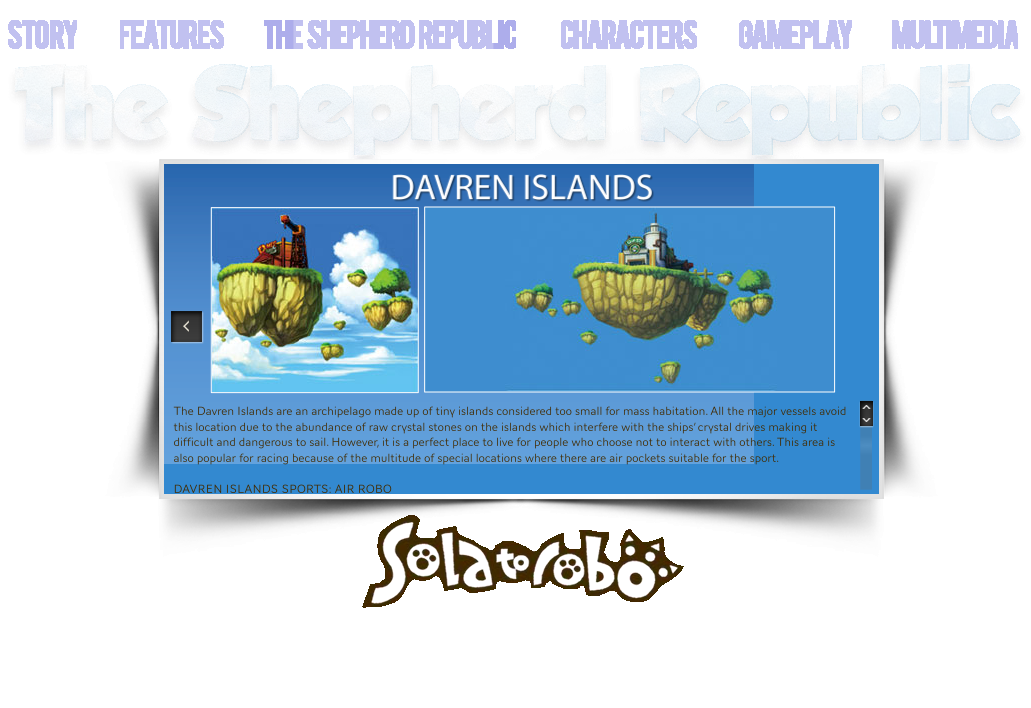 STORY FEATURES THE SHEPHERD REPUBLIC CHARACTERS GAMEPLAY MULTIMEDIA
The Shepherd Republic
DAVREN ISLANDS
The Davren Islands are an archipelago made up of tiny islands considered too small for mass habitation. All the major vessels avoid
this location due to the abundance of raw crystal stones on the islands which interfere with the ships' crystal drives making it
difficult and dangerous to sail. However, it is a perfect place to live for people who choose not to interact with others. This area is
also popular for racing because of the multitude of special locations where there are air pockets suitable for the sport.
DAVREN ISLANDS SPORTS: AIR ROBO
Solatorobo